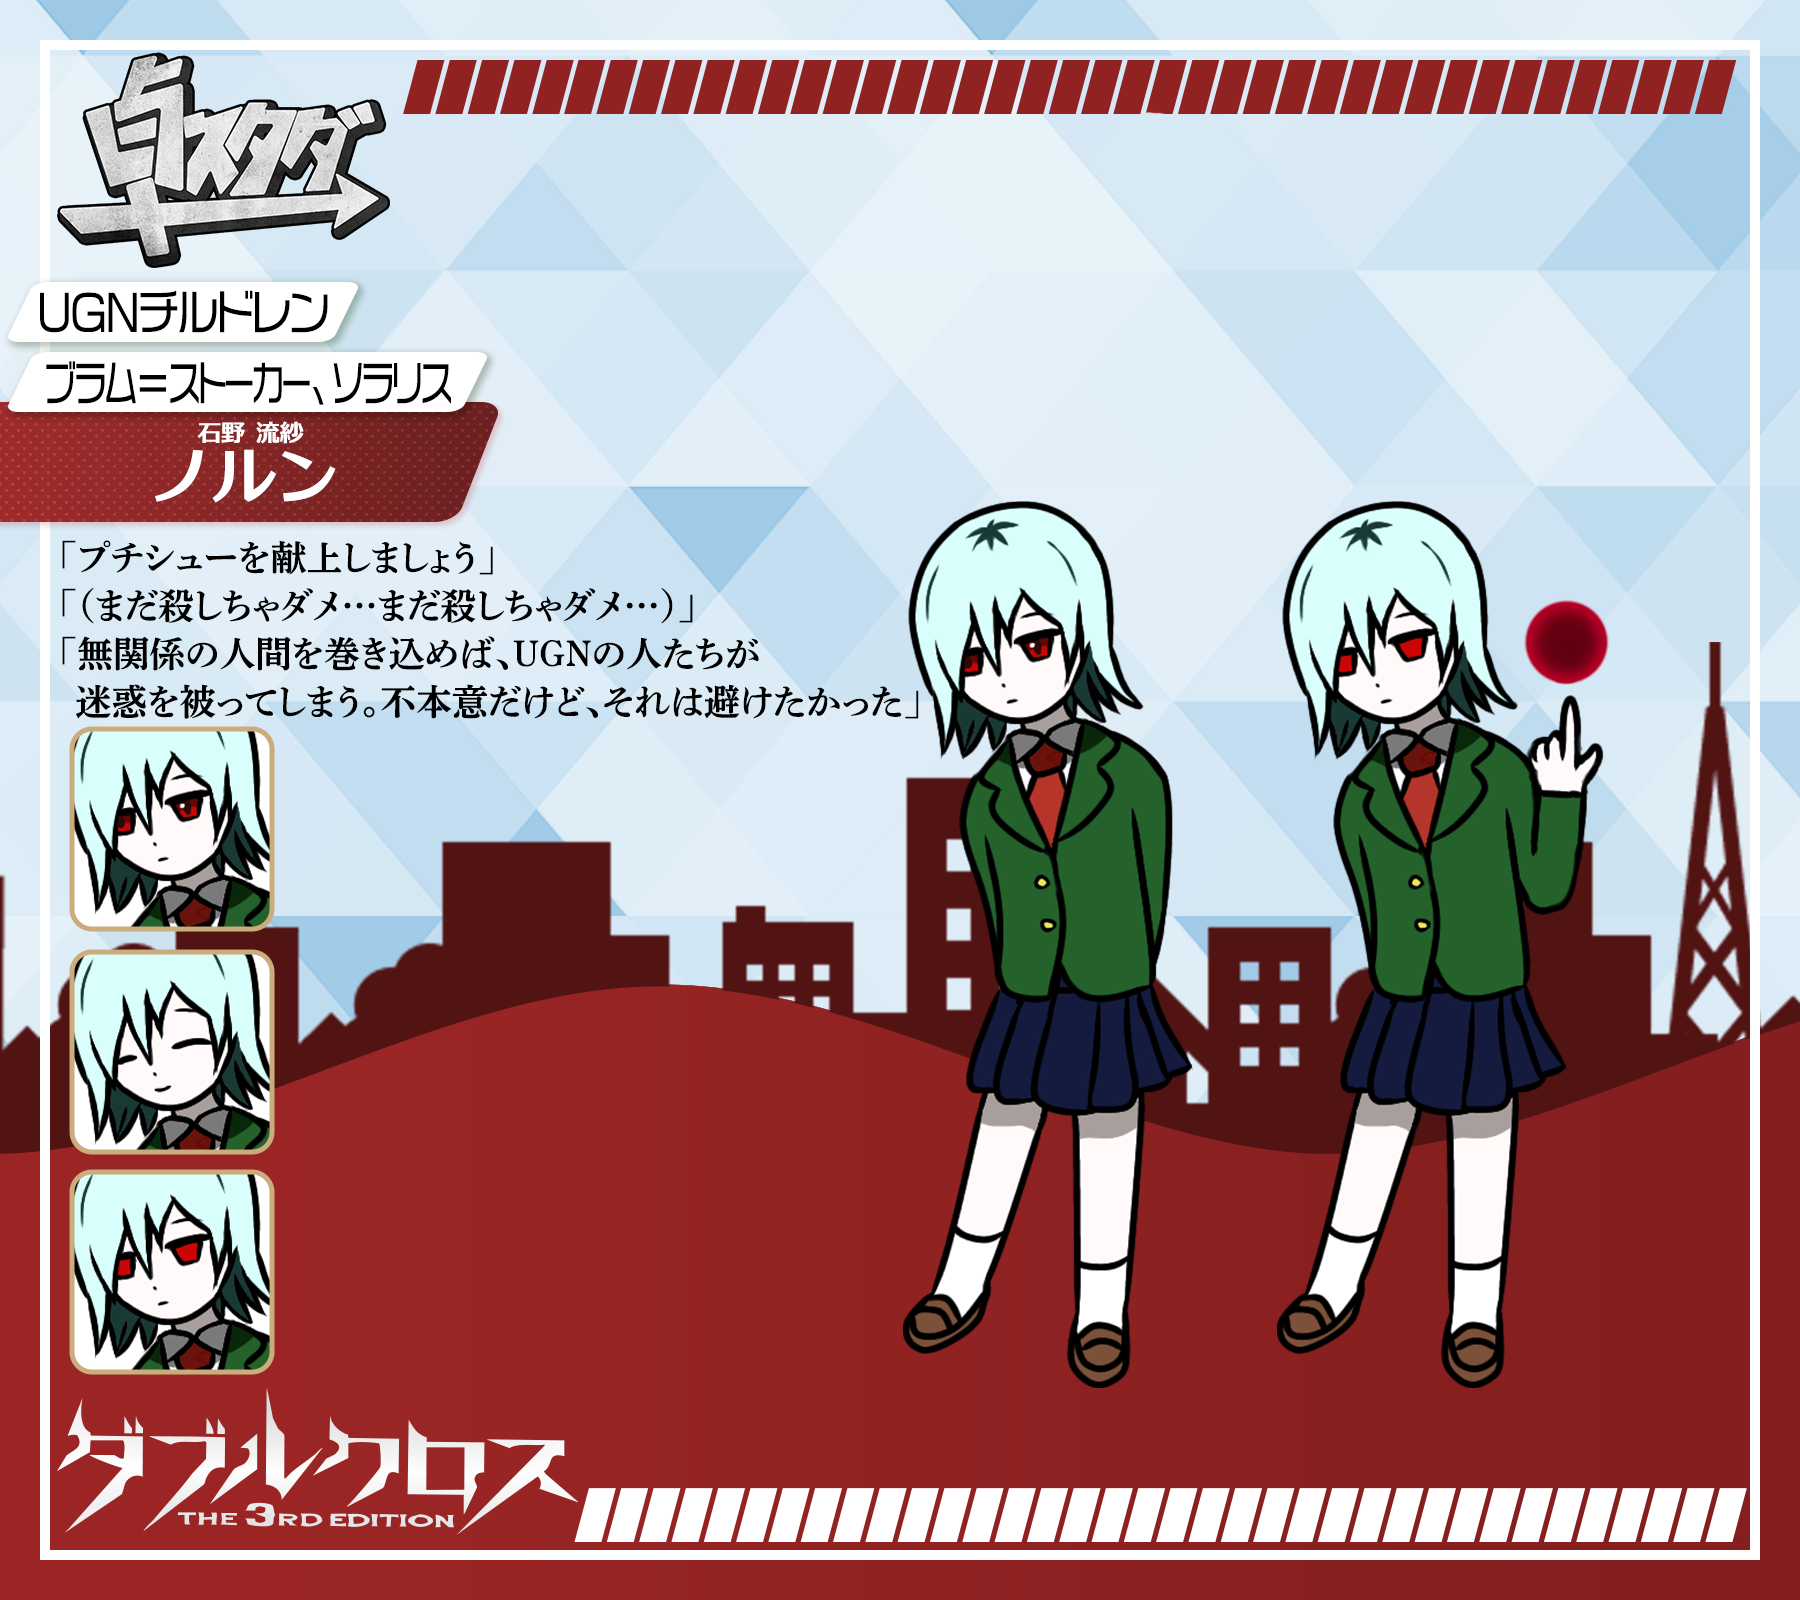 卓スタダ
UGNチルドレン
ブラム=ストーカー、ソラリス
石野 流紗
ノルン
「プチシューを献上しましょう」
「(まだ殺しちゃダメ…まだ殺しちゃダメ…)」
「無関係の人間を巻き込めば、UGNの人たちが
迷惑を被ってしまう。不本意だけど、それは避けたかった」
ダブルクロス
THE 3RD EDITION